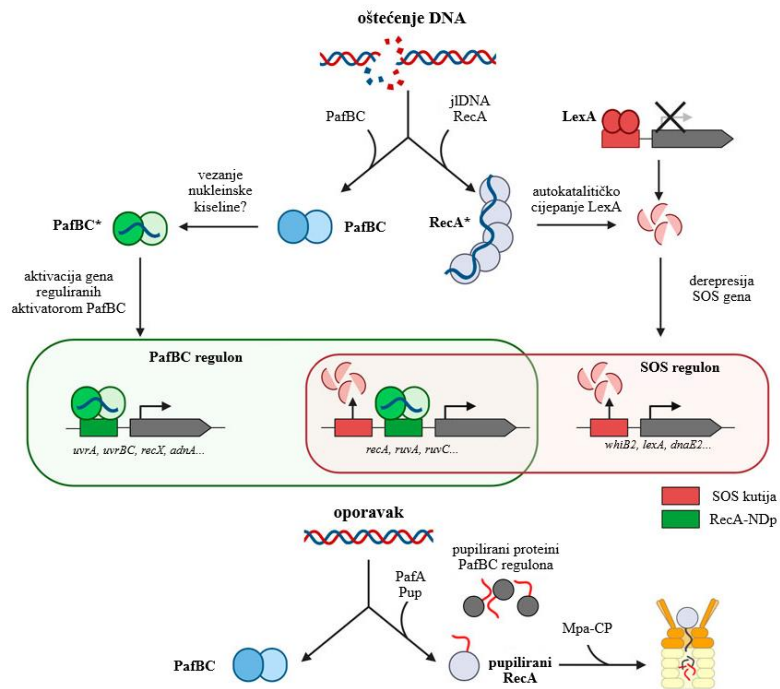 oštećenje DNA
PafBC
jlDNA
RecA
LexA
vezanje
nukleinske
kiseline?
PafBC*
PafBC
RecA*
autokatalitičko
cijepanje LexA
aktivacija gena
reguliranih
aktivatorom PafBC
derepresija
SOS gena
PafBC regulon
SOS regulon
uvrA, uvrBC, recX, adnA...
recA, ruvA, ruvC...
whiB2, lexA, dnaE2...
SOS kutija
RecA-NDp
oporavak
pupilirani proteini
PafBC regulona
PafA
Pup
Mpa-CP
PafBC
pupilirani
RecA